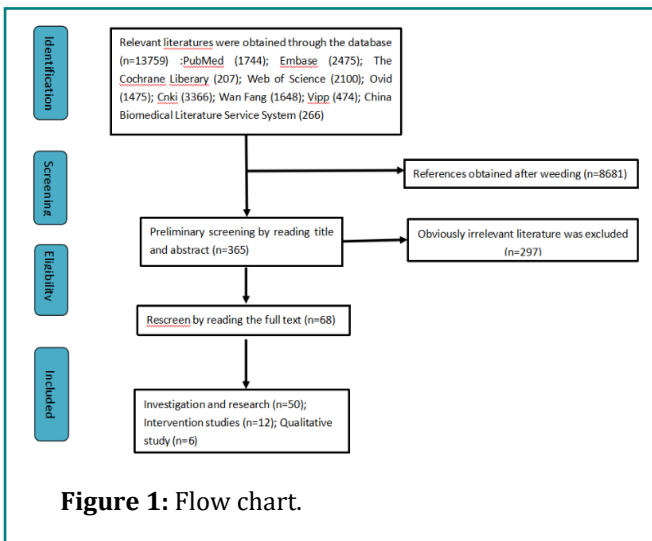 Identification
Relevant literatures were obtained through the database
(n=13759) :PubMed (1744); Embase (2475); The
Cochrane Liberary (207); Web of Science (2100); Ovid
(1475); Cnki (3366); Wan Fang (1648); Vipp (474); China
Biomedical Literature Service System (266)
Screening
References obtained after weeding (n=8681)
Preliminary screening by reading title
and abstract (n=365)
Obviously irrelevant literature was excluded
(n=297)
Eligibility
Rescreen by reading the full text (n=68)
Included
Investigation and research (n=50);
Intervention studies (n=12); Qualitative
study (n=6)
Figure 1: Flow chart.